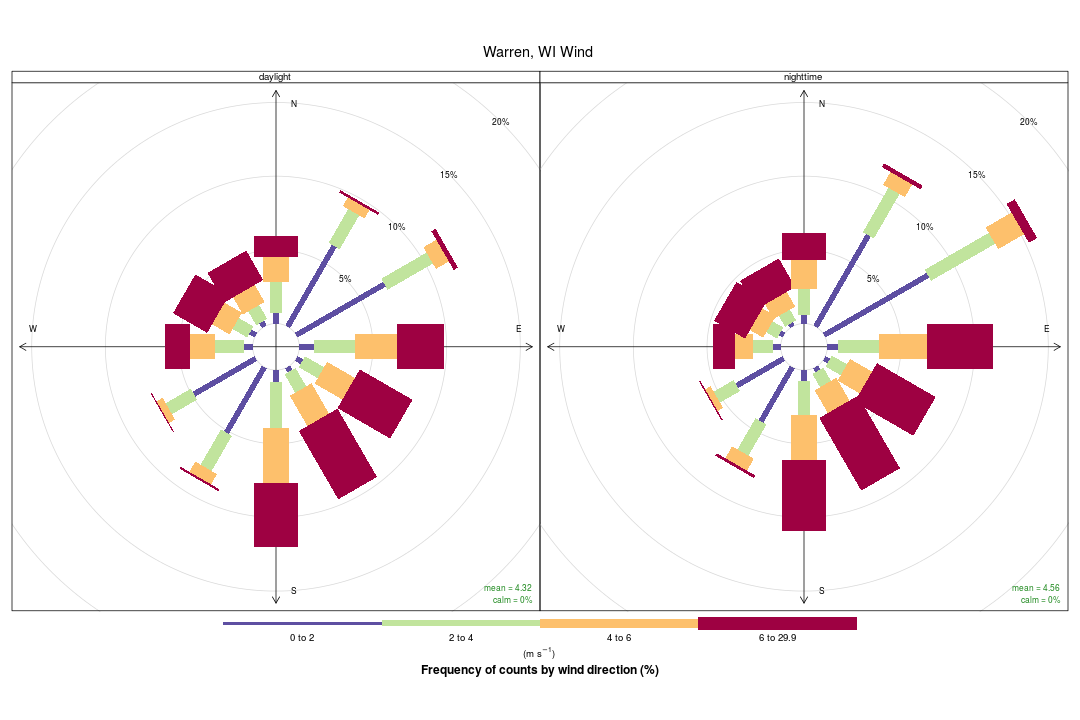 Warren, WI Wind
daylight
nighttime
N
20%
15%
10%
5%
W
E
S
mean = 4.32
calm = 0%
N
20%
15%
10%
5%
W
E
S
mean = 4.56
calm = 0%
0 to 2
2 to 4
4 to 6
6 to 29.9
(m s⁻¹)
Frequency of counts by wind direction (%)